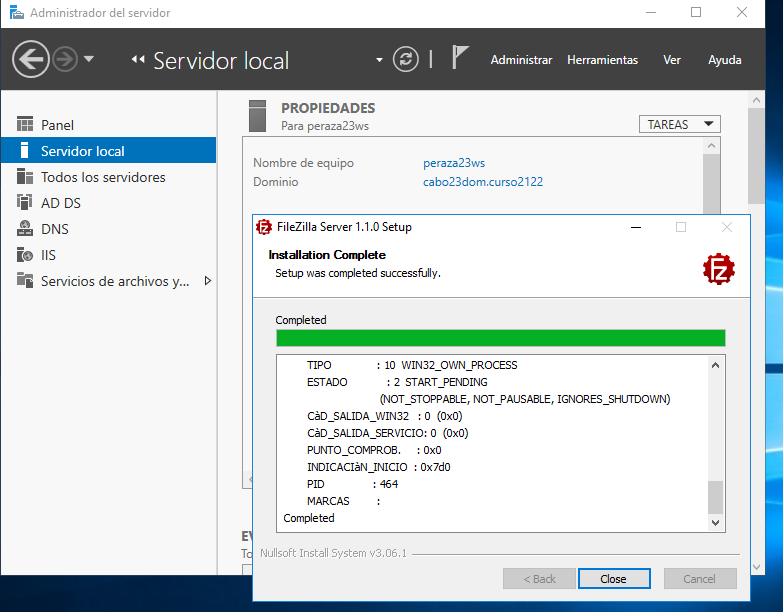 Administrador del servidor
Servidor local
Administrar Herramientas Ver Ayuda
Panel
Servidor local
Todos los servidores
AD DS
DNS
IIS
Servicios de archivos y...
PROPIEDADES
Para peraza23ws
TAREAS
Nombre de equipo peraza23ws
Dominio cabo23dom.curso2122
FileZilla Server 1.1.0 Setup
Installation Complete
Setup was completed successfully.
Completed
TIPO : 10 WIN32_OWN_PROCESS
ESTADO : 2 START_PENDING
(NOT_STOPPABLE, NOT_PAUSABLE, IGNORES_SHUTDOWN)
CàD_SALIDA_WIN32 : 0 (0x0)
CàD_SALIDA_SERVICIO: 0 (0x0)
PUNTO_COMPROB. : 0x0
INDICACIàN_INICIO : 0x7d0
PID : 464
MARCAS :
Completed
Nullsoft Install System v3.06.1
< Back Close Cancel